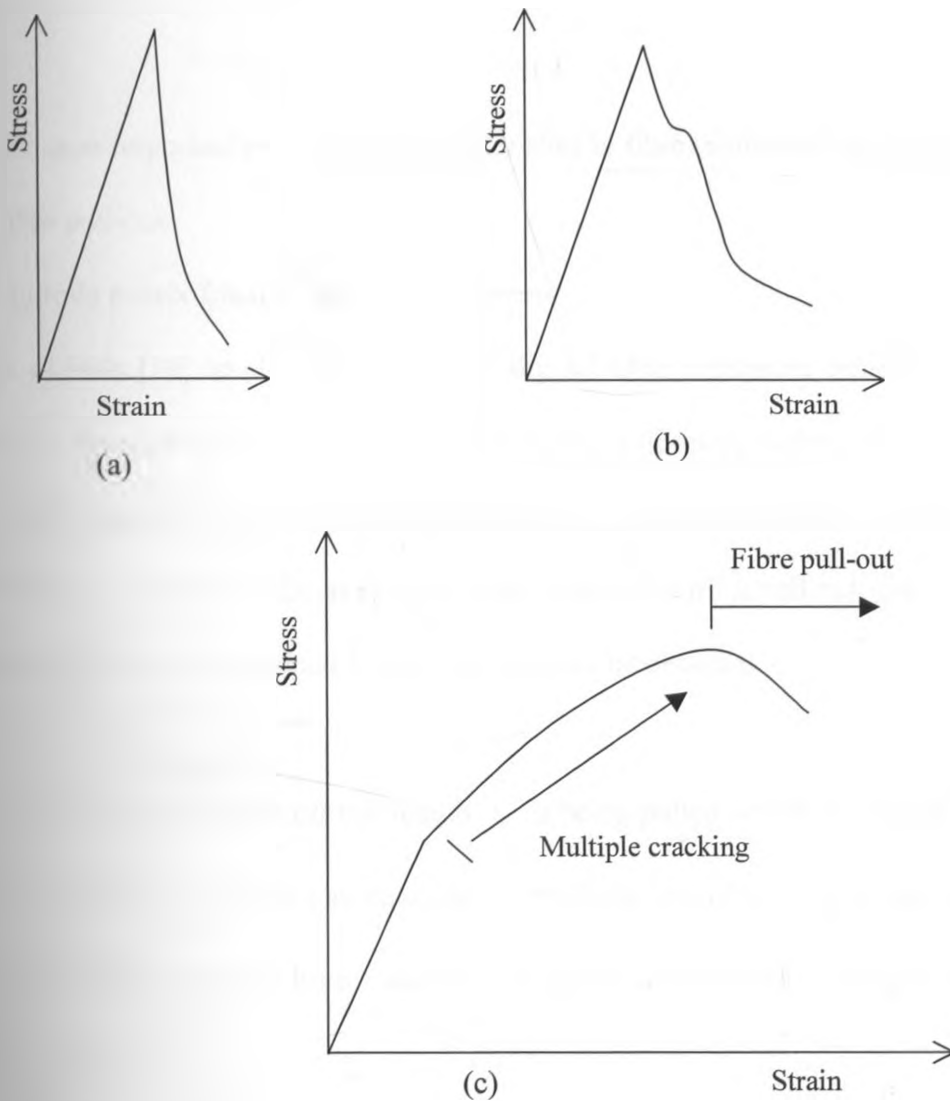 Stress
Strain
(a)
Stress
Strain
(b)
Fibre pull-out
Stress
Multiple cracking
Strain
(c)